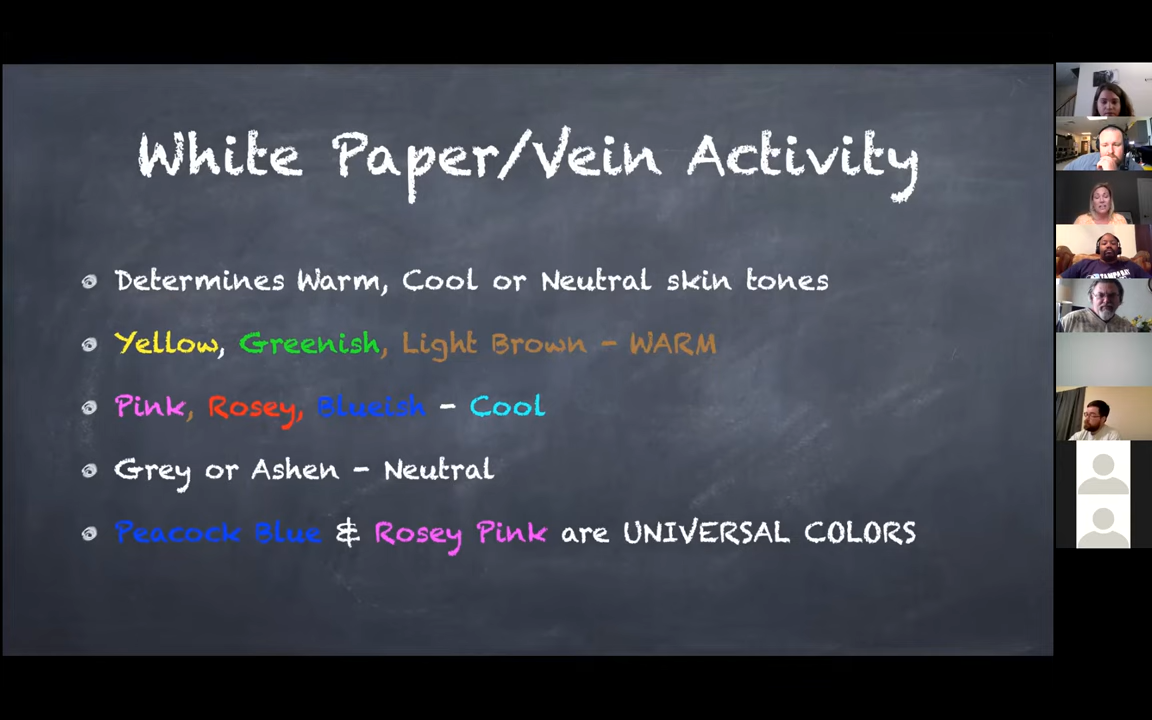 White Paper/Vein Activity
Determines Warm, Cool or Neutral skin tones
Yellow, Greenish, Light Brown - WARM
Pink, Rosey, Blueish - Cool
Grey or Ashen - Neutral
Peacock Blue & Rosey Pink are UNIVERSAL COLORS